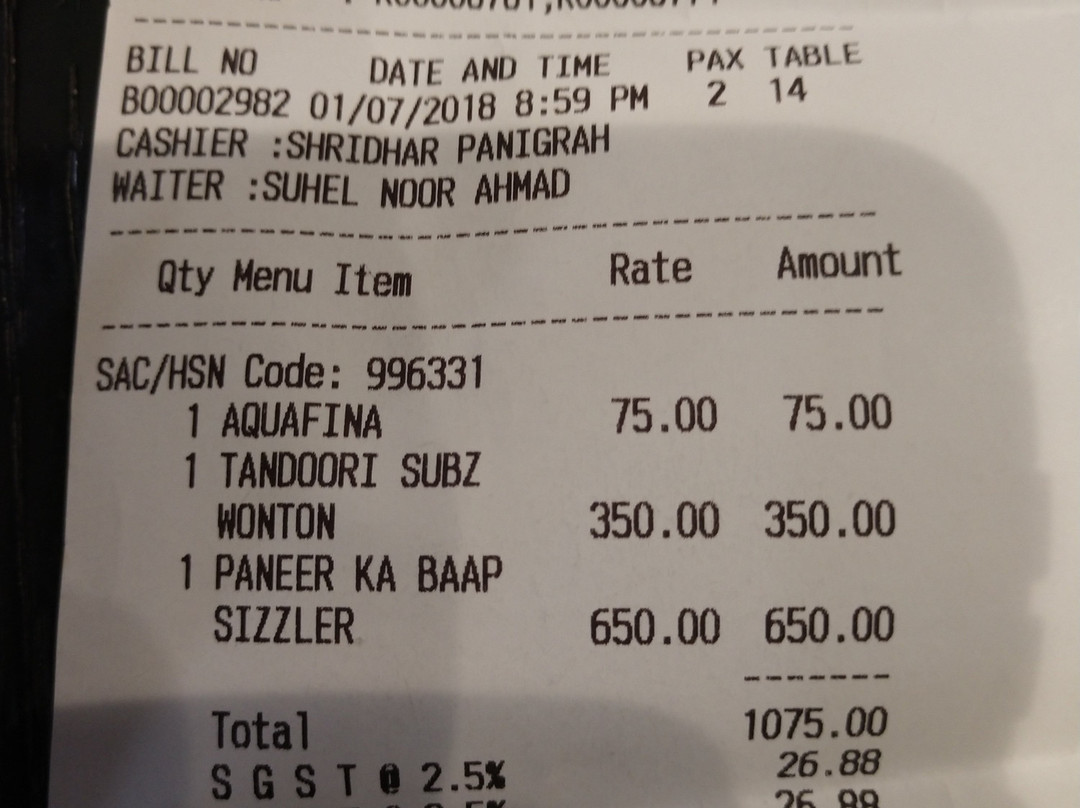 BILL NO DATE AND TIME PAX TABLE
B00002982 01/07/2018 8:59 PM 2 14
CASHIER :SHRIDHAR PANIGRAH
WAITER :SUHEL NOOR AHMAD
Qty Menu Item Rate Amount
SAC/HSN Code: 996331
1 AQUAFINA 75.00 75.00
1 TANDOORI SUBZ
WONTON 350.00 350.00
1 PANEER KA BAAP
SIZZLER 650.00 650.00
Total 1075.00
S G S T @ 2.5% 26.88